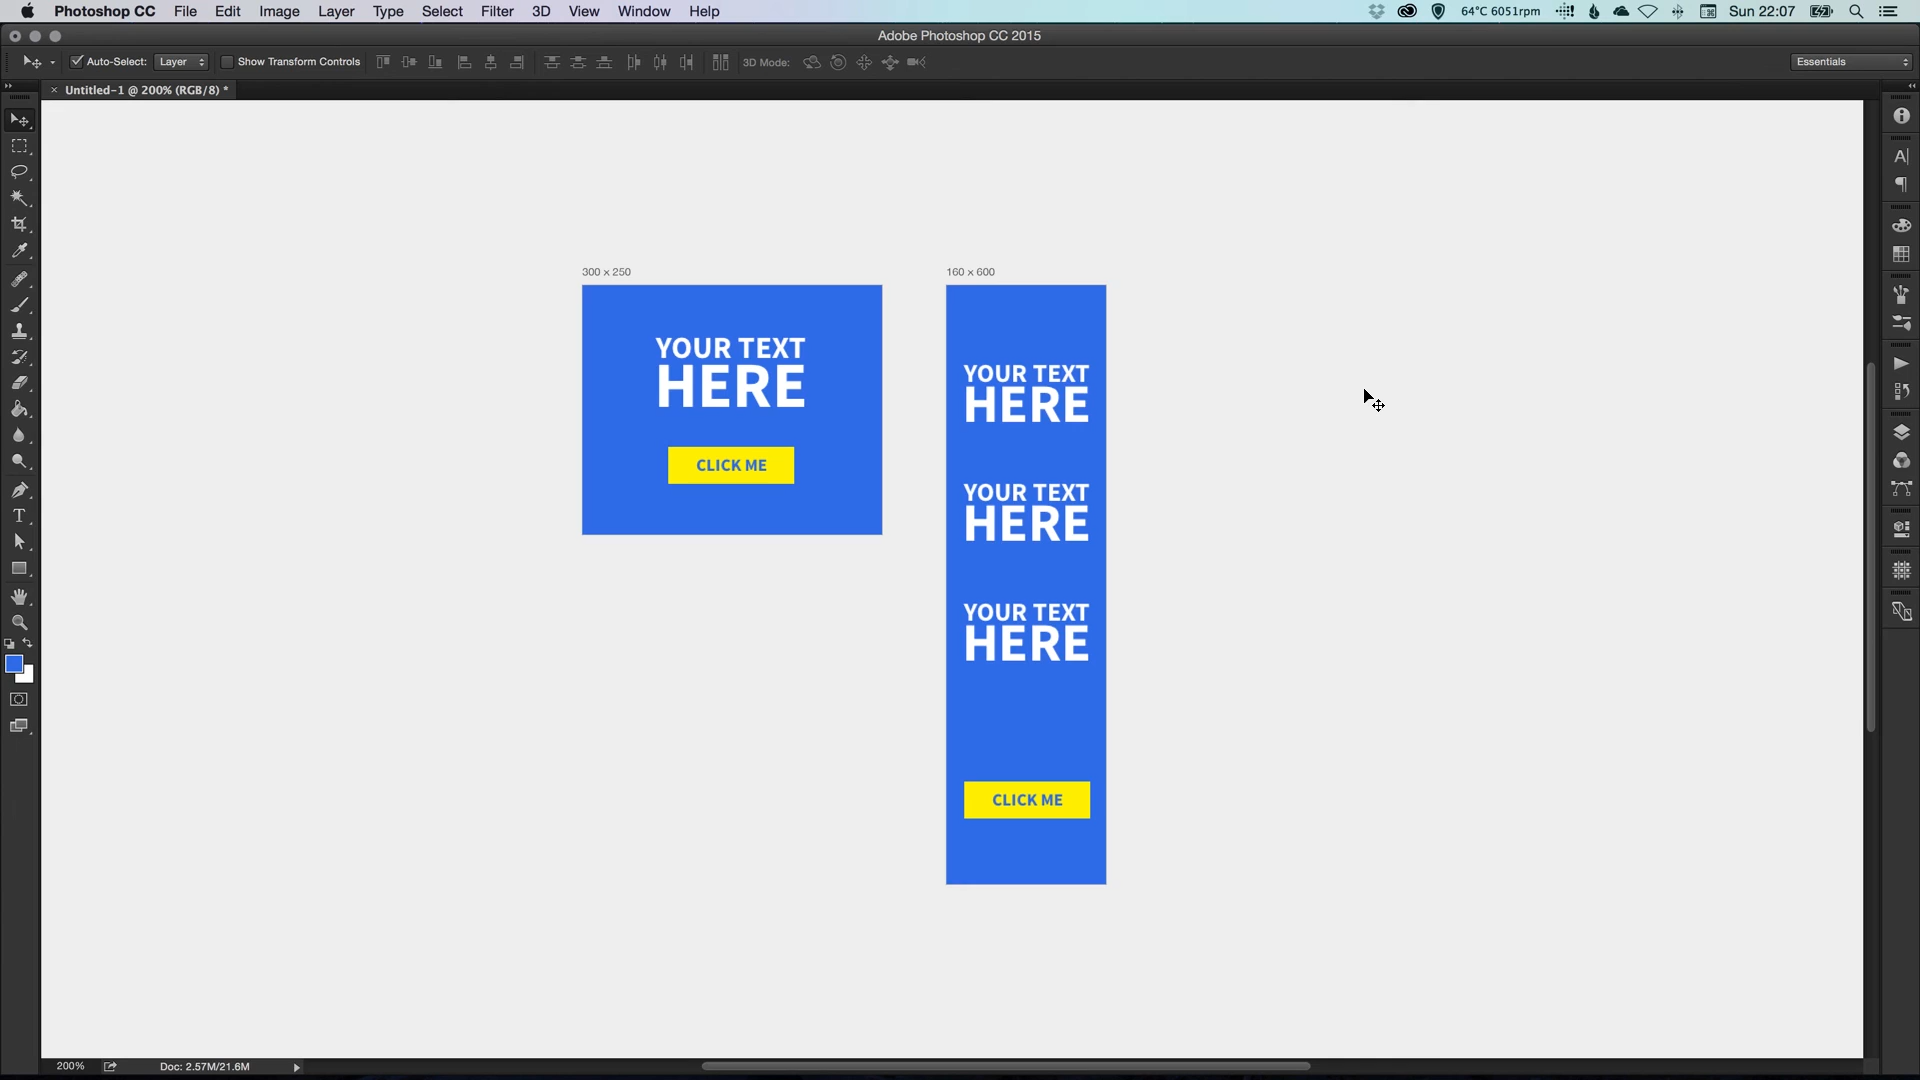 Photoshop CC File Edit Image Layer Type Select Filter 3D View Window Help 64°C 6051rpm Sun 22:07
Adobe Photoshop CC 2015
Auto-Select: Layer Show Transform Controls 3D Mode: Essentials
× Untitled-1 @ 200% (RGB/8) *
300 x 250
160 x 600
YOUR TEXT
HERE
CLICK ME
YOUR TEXT
HERE
YOUR TEXT
HERE
YOUR TEXT
HERE
CLICK ME
200% Doc: 2.57M/21.6M